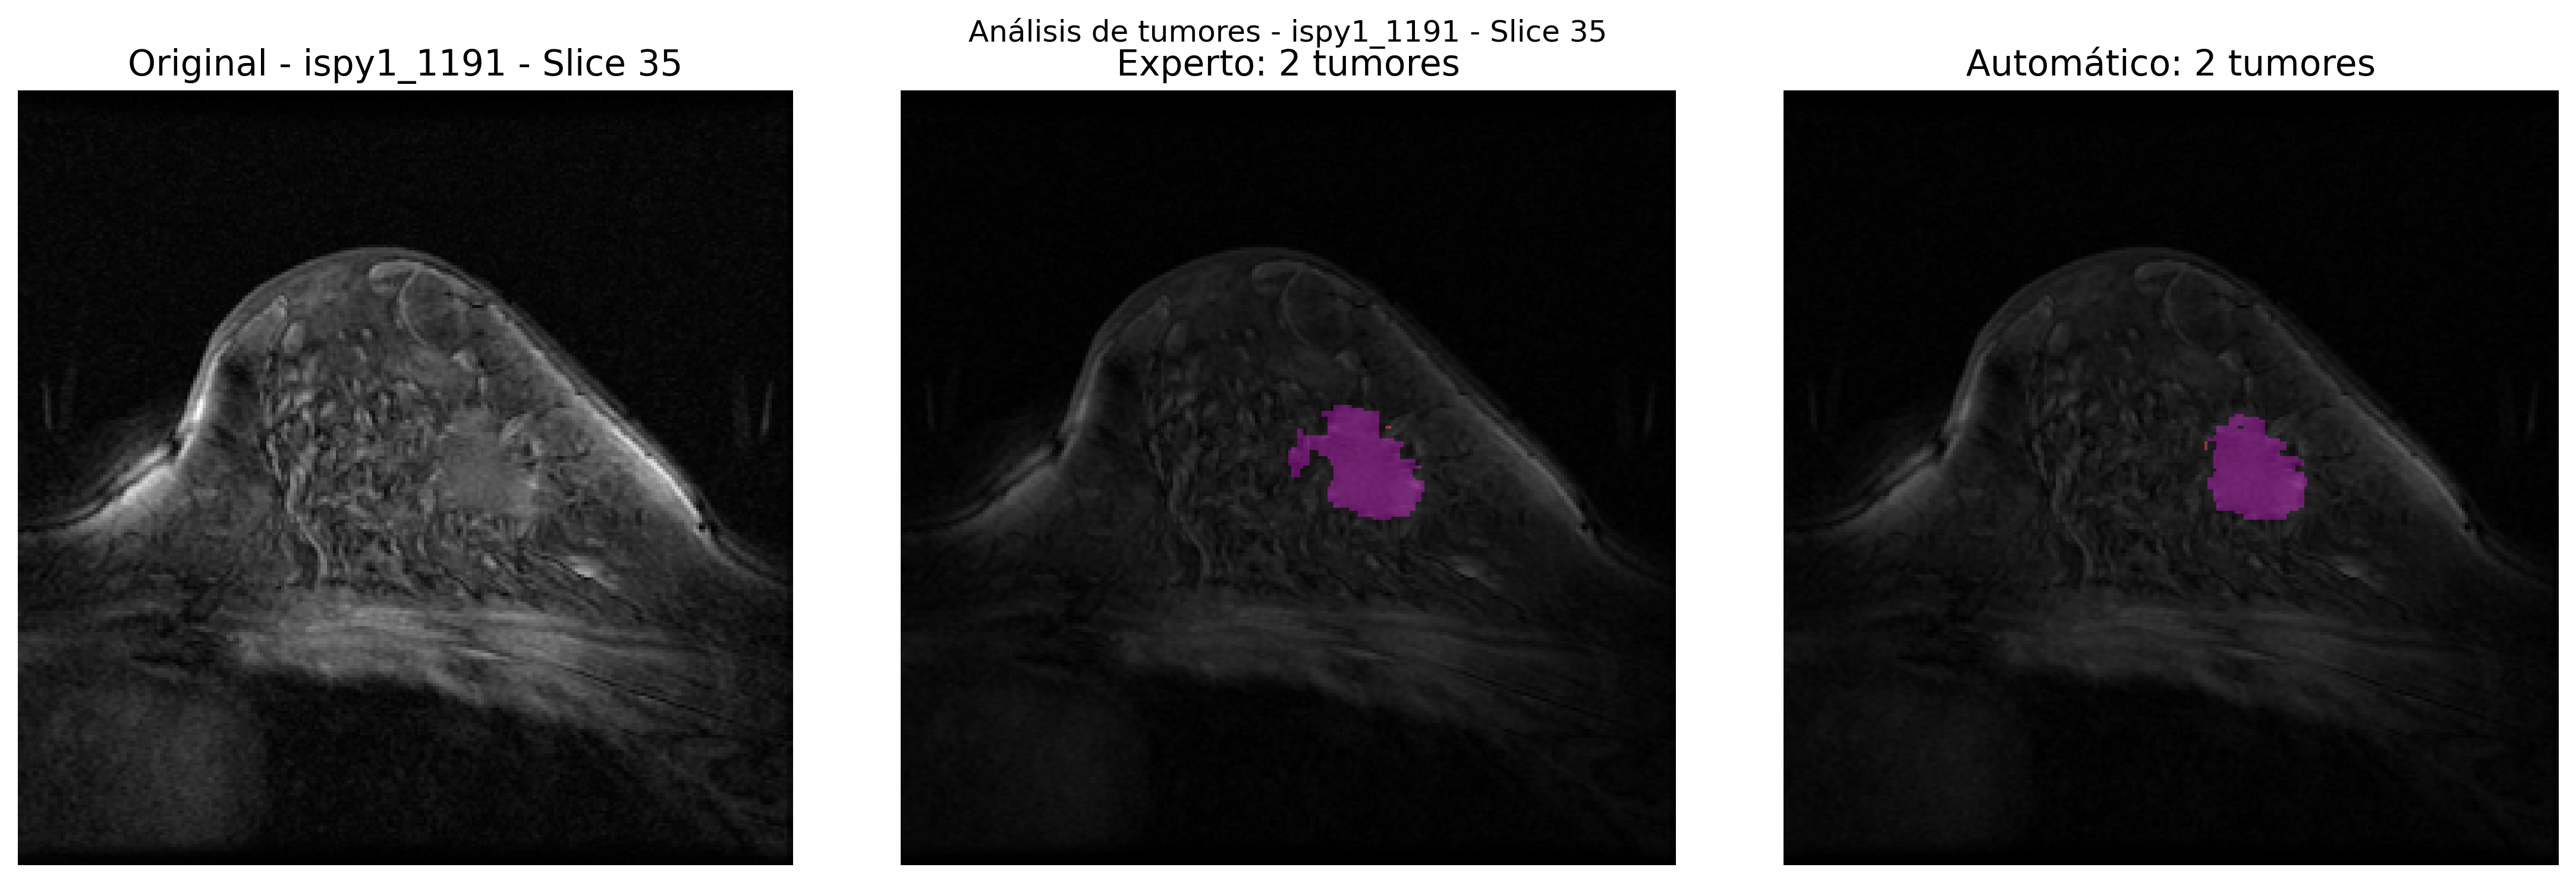 Análisis de tumores - ispy1_1191 - Slice 35
Original - ispy1_1191 - Slice 35
Experto: 2 tumores
Automático: 2 tumores